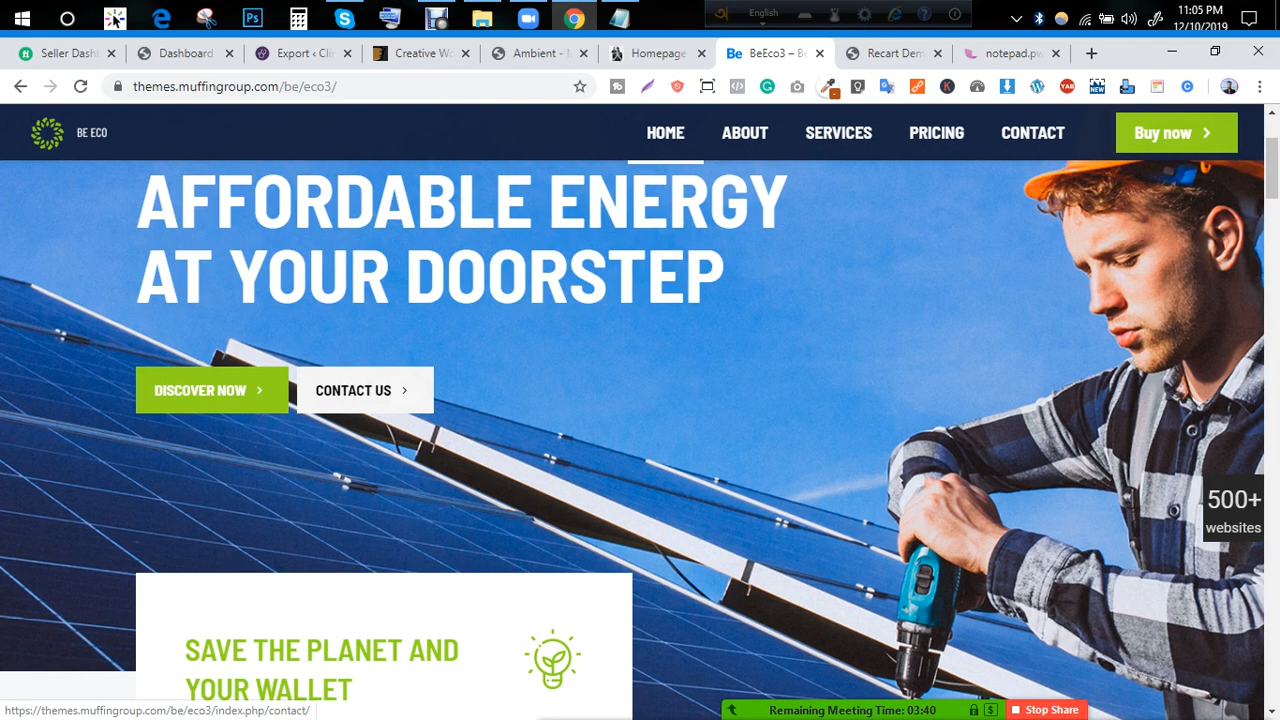 English
11:05 PM
12/10/2019
Seller Dash
Dashboard
Export ‹ Clin
Creative Wo
Ambient - M
Homepage
BeEco3 – Be
Recart Dem
notepad.pw
themes.muffingroup.com/be/eco3/
BE ECO
HOME
ABOUT
SERVICES
PRICING
CONTACT
Buy now
AFFORDABLE ENERGY
AT YOUR DOORSTEP
DISCOVER NOW
CONTACT US
500+
websites
SAVE THE PLANET AND
YOUR WALLET
https://themes.muffingroup.com/be/eco3/index.php/contact/
Remaining Meeting Time: 03:40
Stop Share